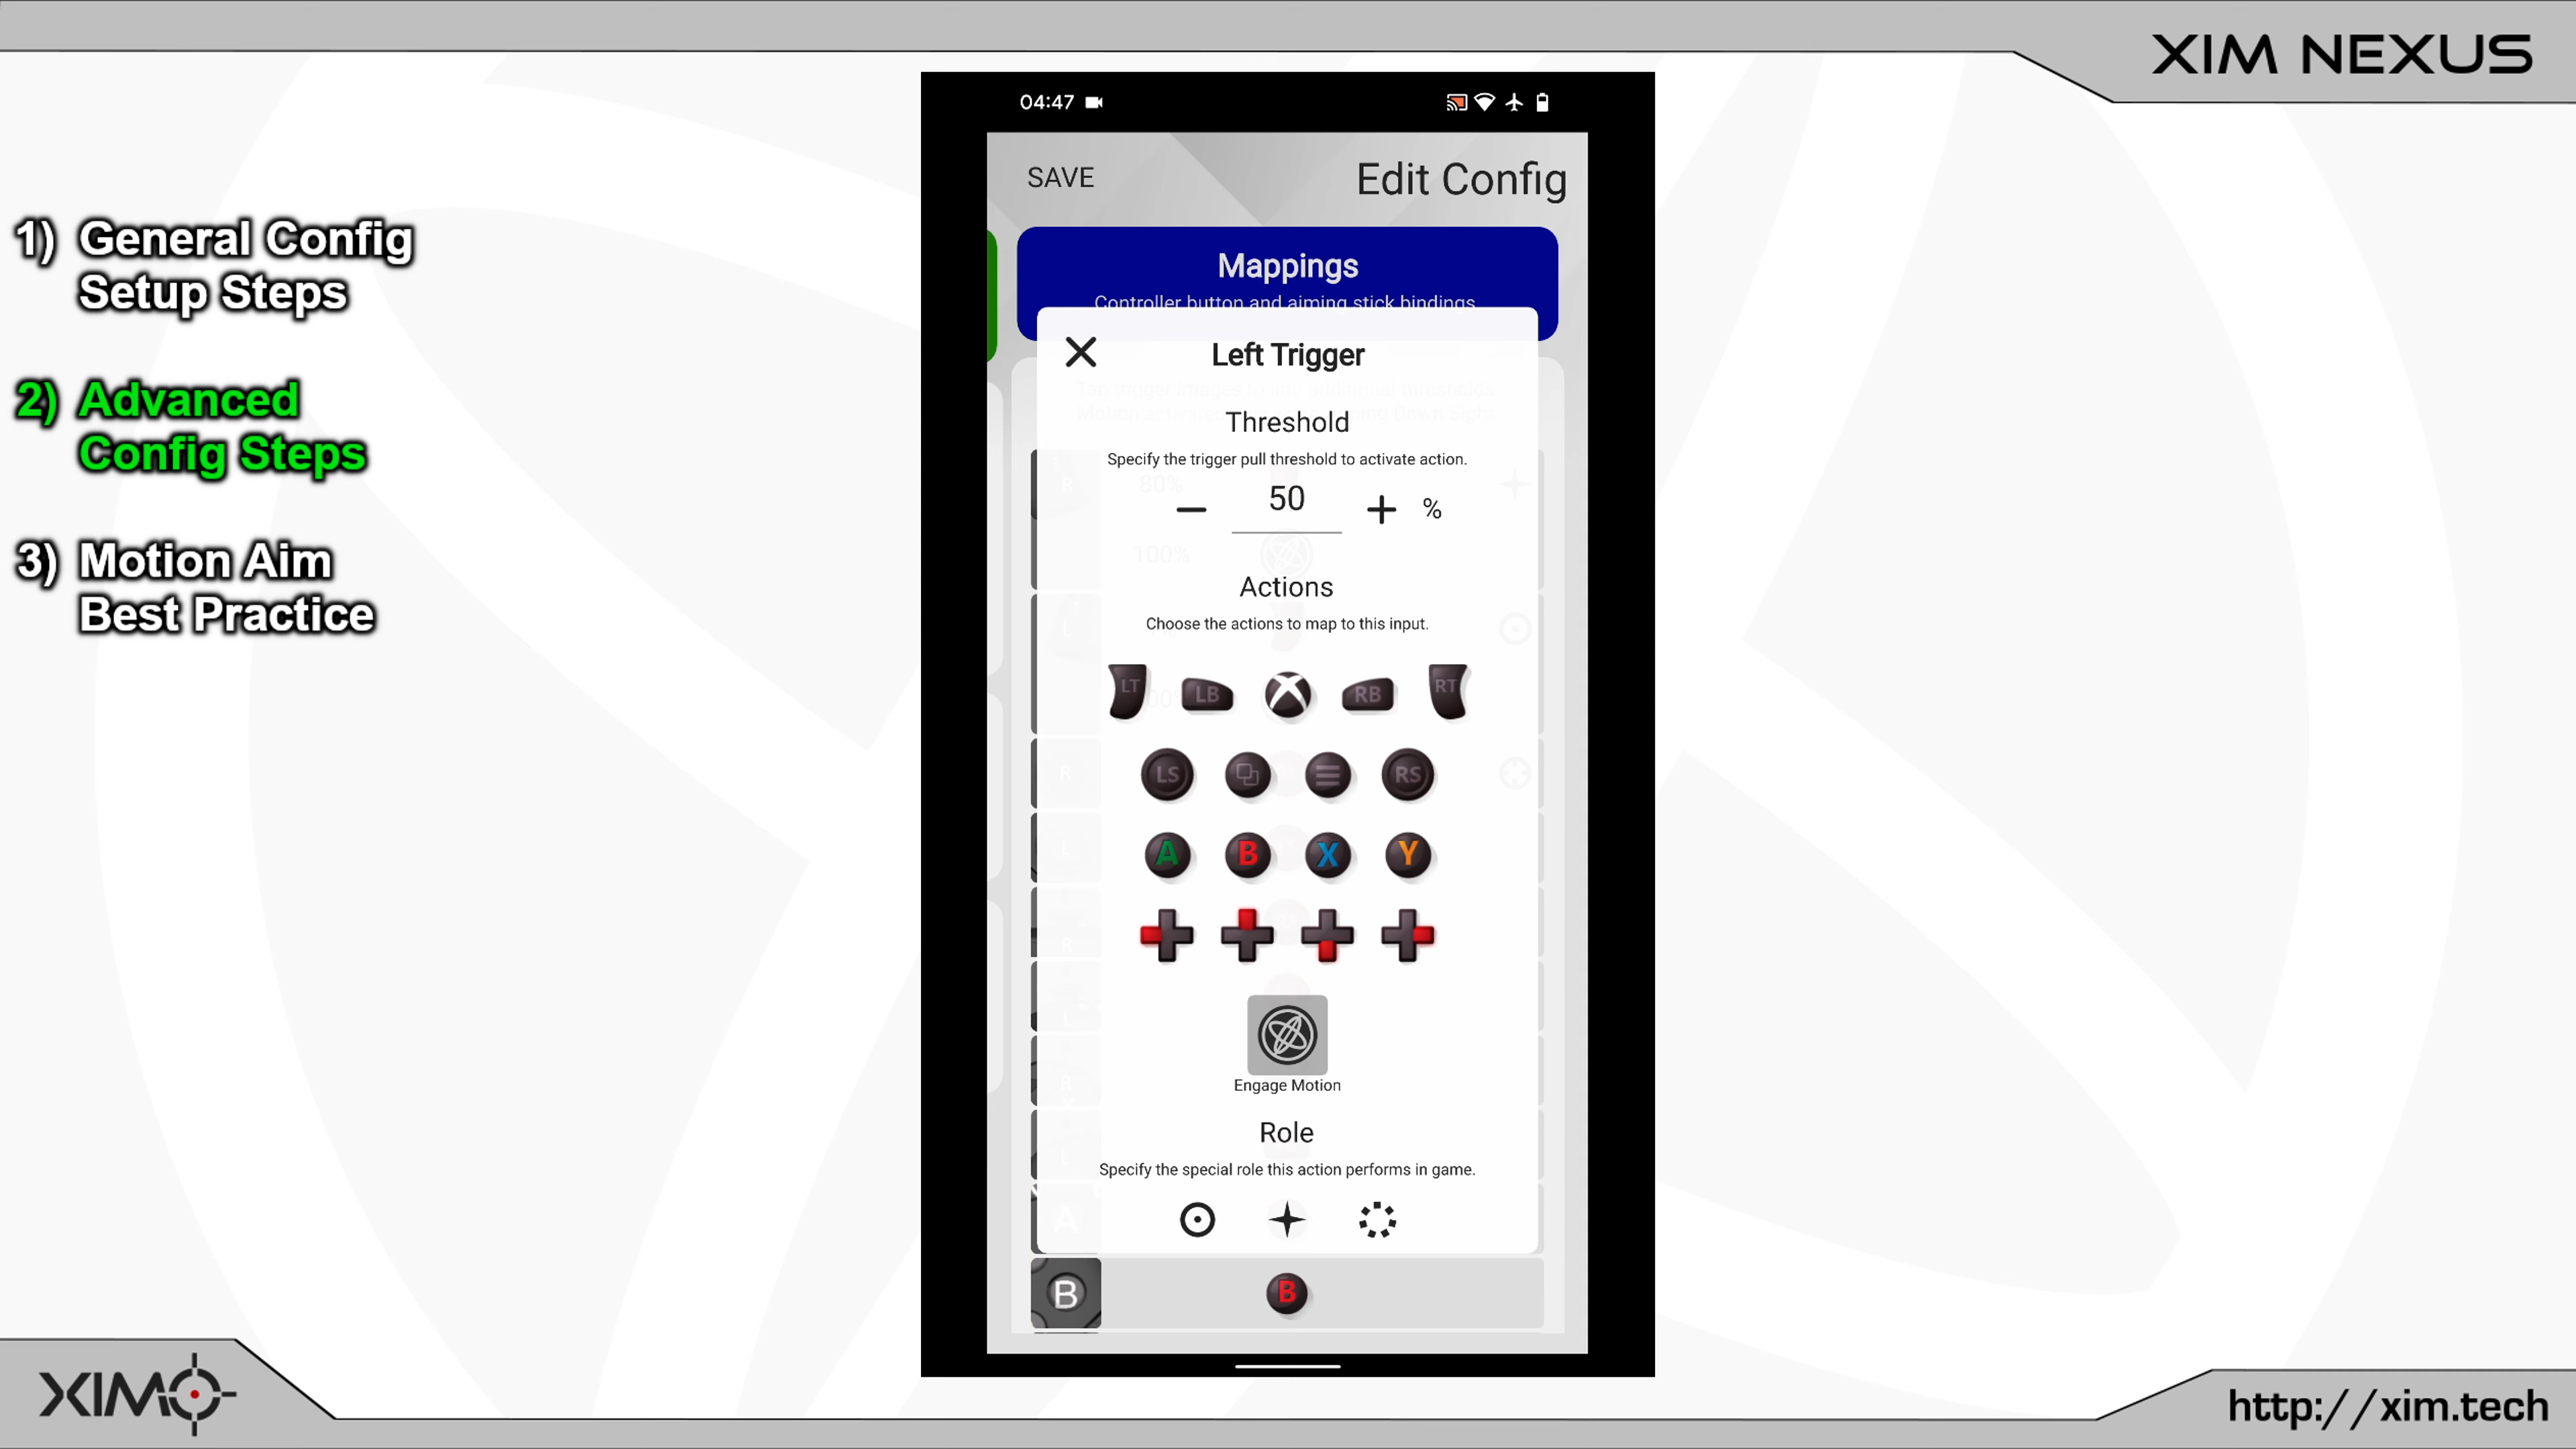 XIM NEXUS
04:47
SAVE
Edit Config
Mappings
Controller button and aiming stick bindings
1) General Config
Setup Steps
2) Advanced
Config Steps
3) Motion Aim
Best Practice
Left Trigger
Threshold
Specify the trigger pull threshold to activate action.
80%
50 %
100%
Actions
Choose the actions to map to this input.
LT LB RB RT
LS RS
A B X Y
Engage Motion
Role
Specify the special role this action performs in game.
A
B B
XIM
http://xim.tech